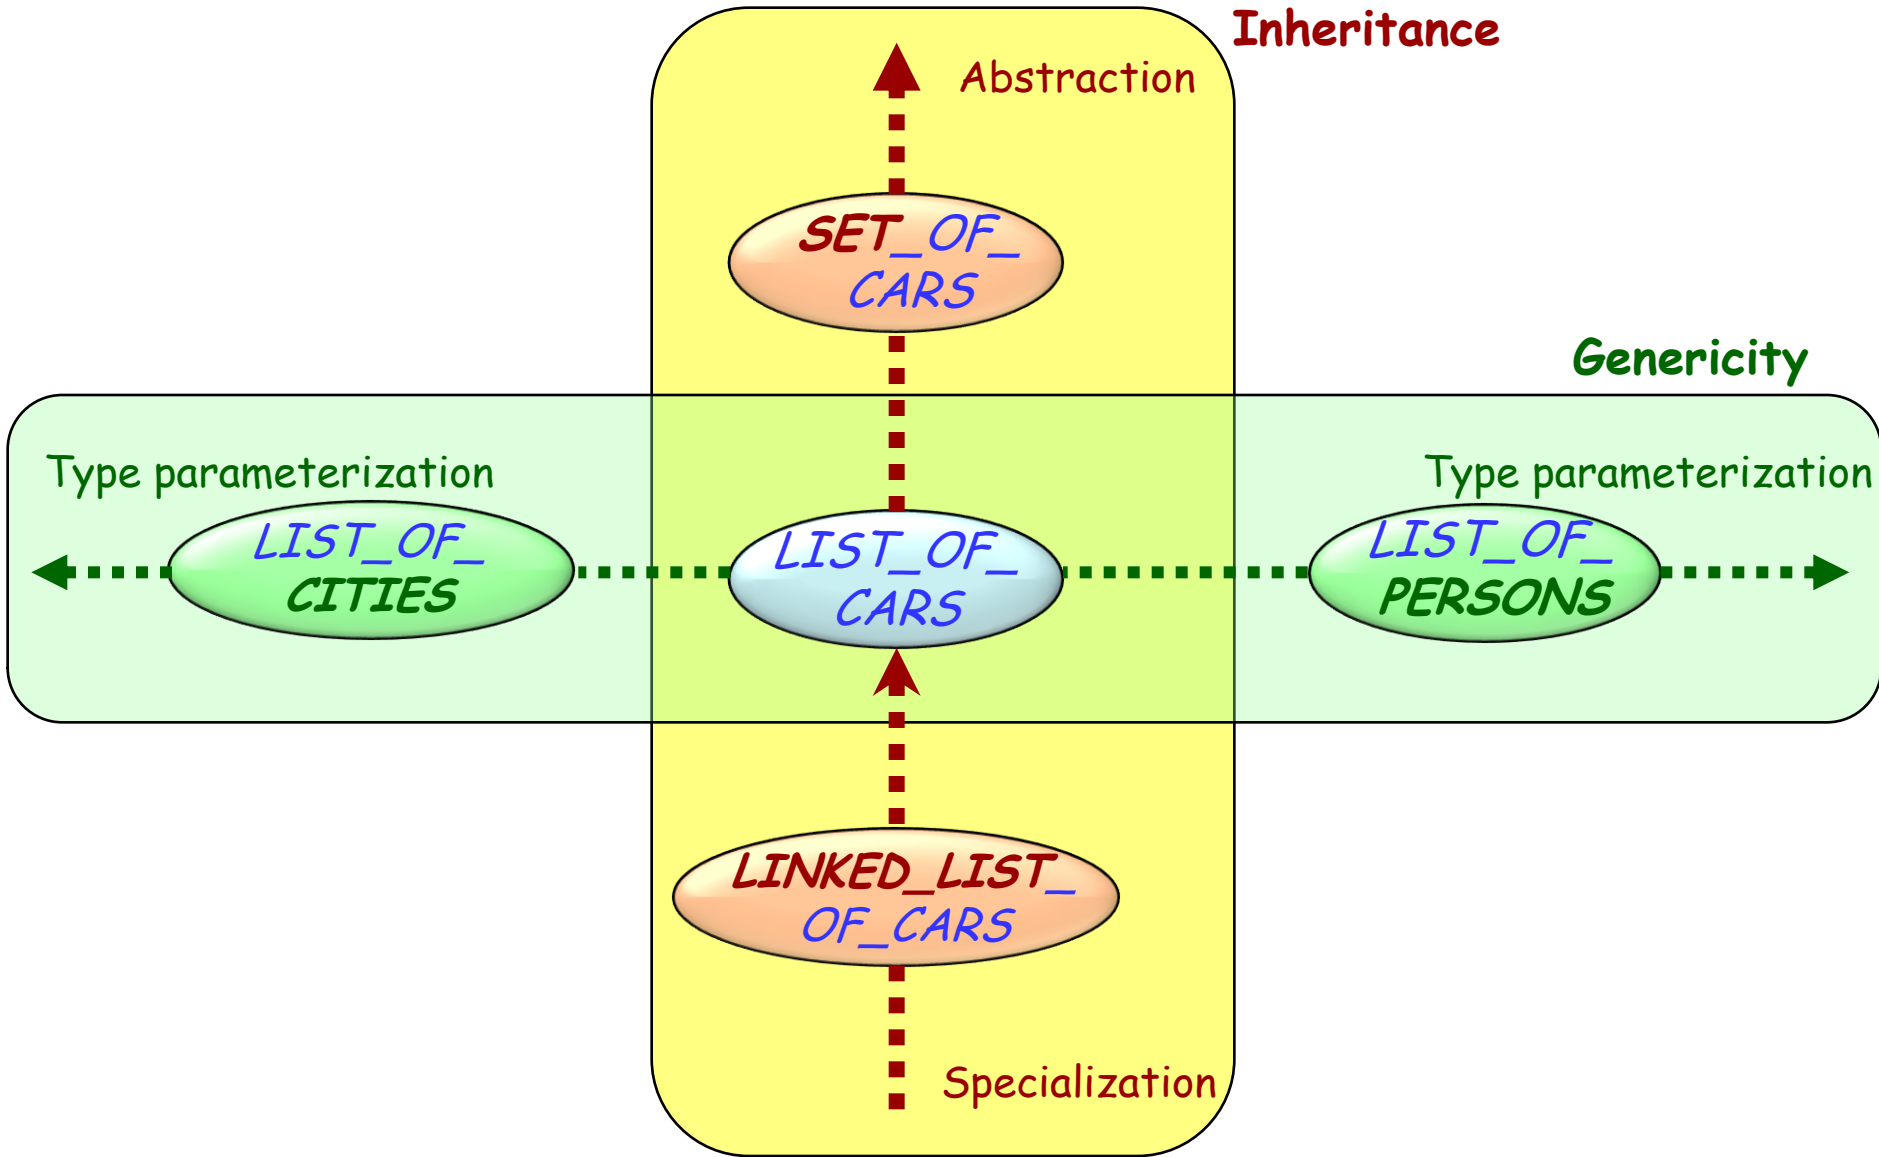 Inheritance
Abstraction
SET_OF_
CARS
Genericity
Type parameterization
Type parameterization
LIST_OF_
CITIES
LIST_OF_
CARS
LIST_OF_
PERSONS
LINKED_LIST_
OF_CARS
Specialization